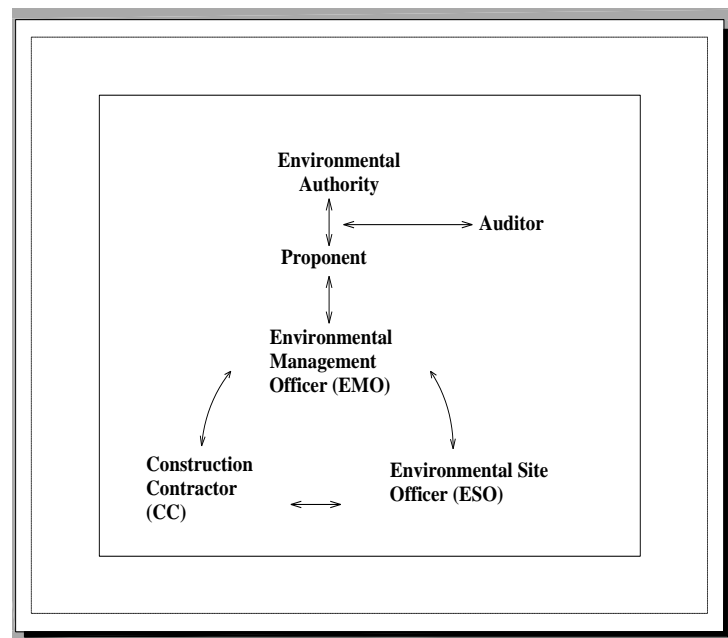 Environmental
Authority
Auditor
Proponent
Environmental
Management
Officer (EMO)
Construction
Contractor
(CC)
Environmental Site
Officer (ESO)